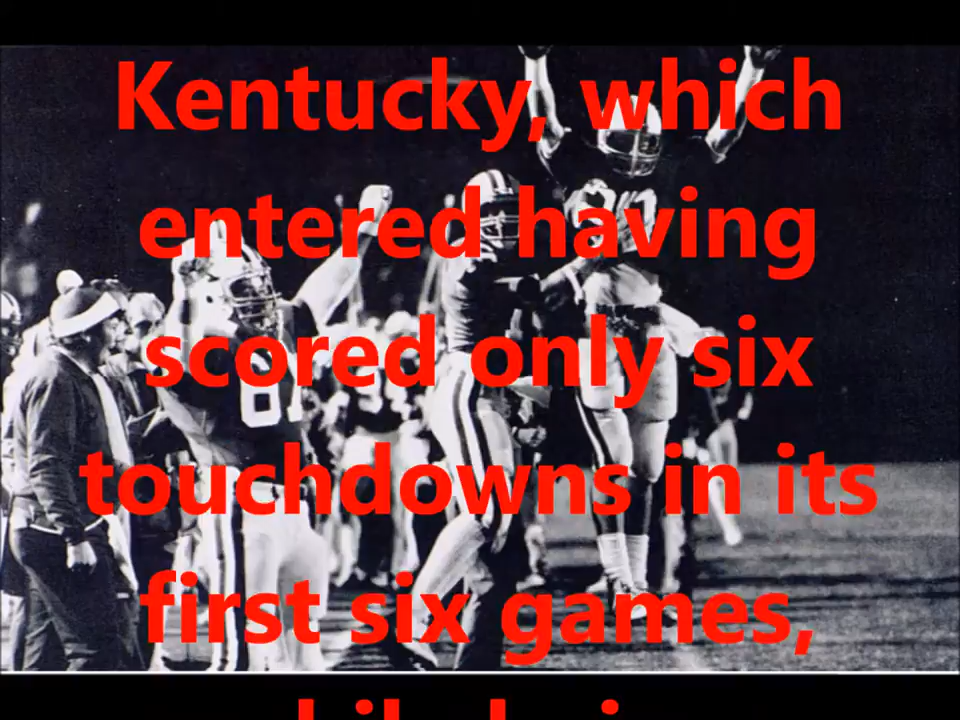 Kentucky, which
entered having
scored only six
touchdowns in its
first six games,